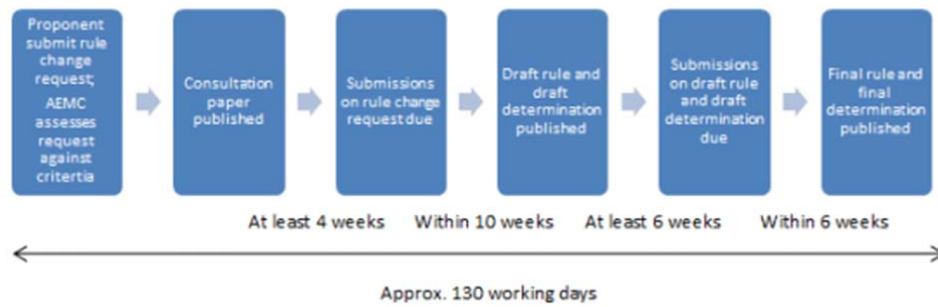 Proponent
submit rule
change
request;
AEMC
assesses
request
against
critertia
Consultation
paper
published
Submissions
on rule change
request due
Draft rule and
draft
determination
published
Submissions
on draft rule
and draft
determination
due
Final rule and
final
determination
published
At least 4 weeks
Within 10 weeks
At least 6 weeks
Within 6 weeks
Approx. 130 working days